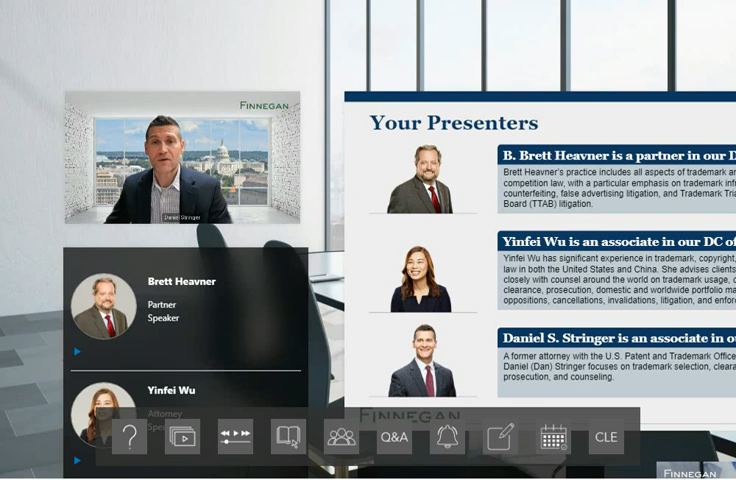 FINNEGAN
Daniel Stringer
Brett Heavner
Partner
Speaker
Yinfei Wu
Attorney
Your Presenters
B. Brett Heavner is a partner in our D
Brett Heavner's practice includes all aspects of trademark an
competition law, with a particular emphasis on trademark infr
counterfeiting, false advertising litigation, and Trademark Tria
Board (TTAB) litigation.
Yinfei Wu is an associate in our DC of
Yinfei Wu has significant experience in trademark, copyright,
law in both the United States and China. She advises clients
closely with counsel around the world on trademark usage,
clearance, prosecution, domestic and worldwide portfolio ma
oppositions, cancellations, invalidations, litigation, and enforc
Daniel S. Stringer is an associate in ou
A former attorney with the U.S. Patent and Trademark Office
Daniel (Dan) Stringer focuses on trademark selection, cleara
prosecution, and counseling.
FINNEGAN
? Q&A CLE
FINNEGAN